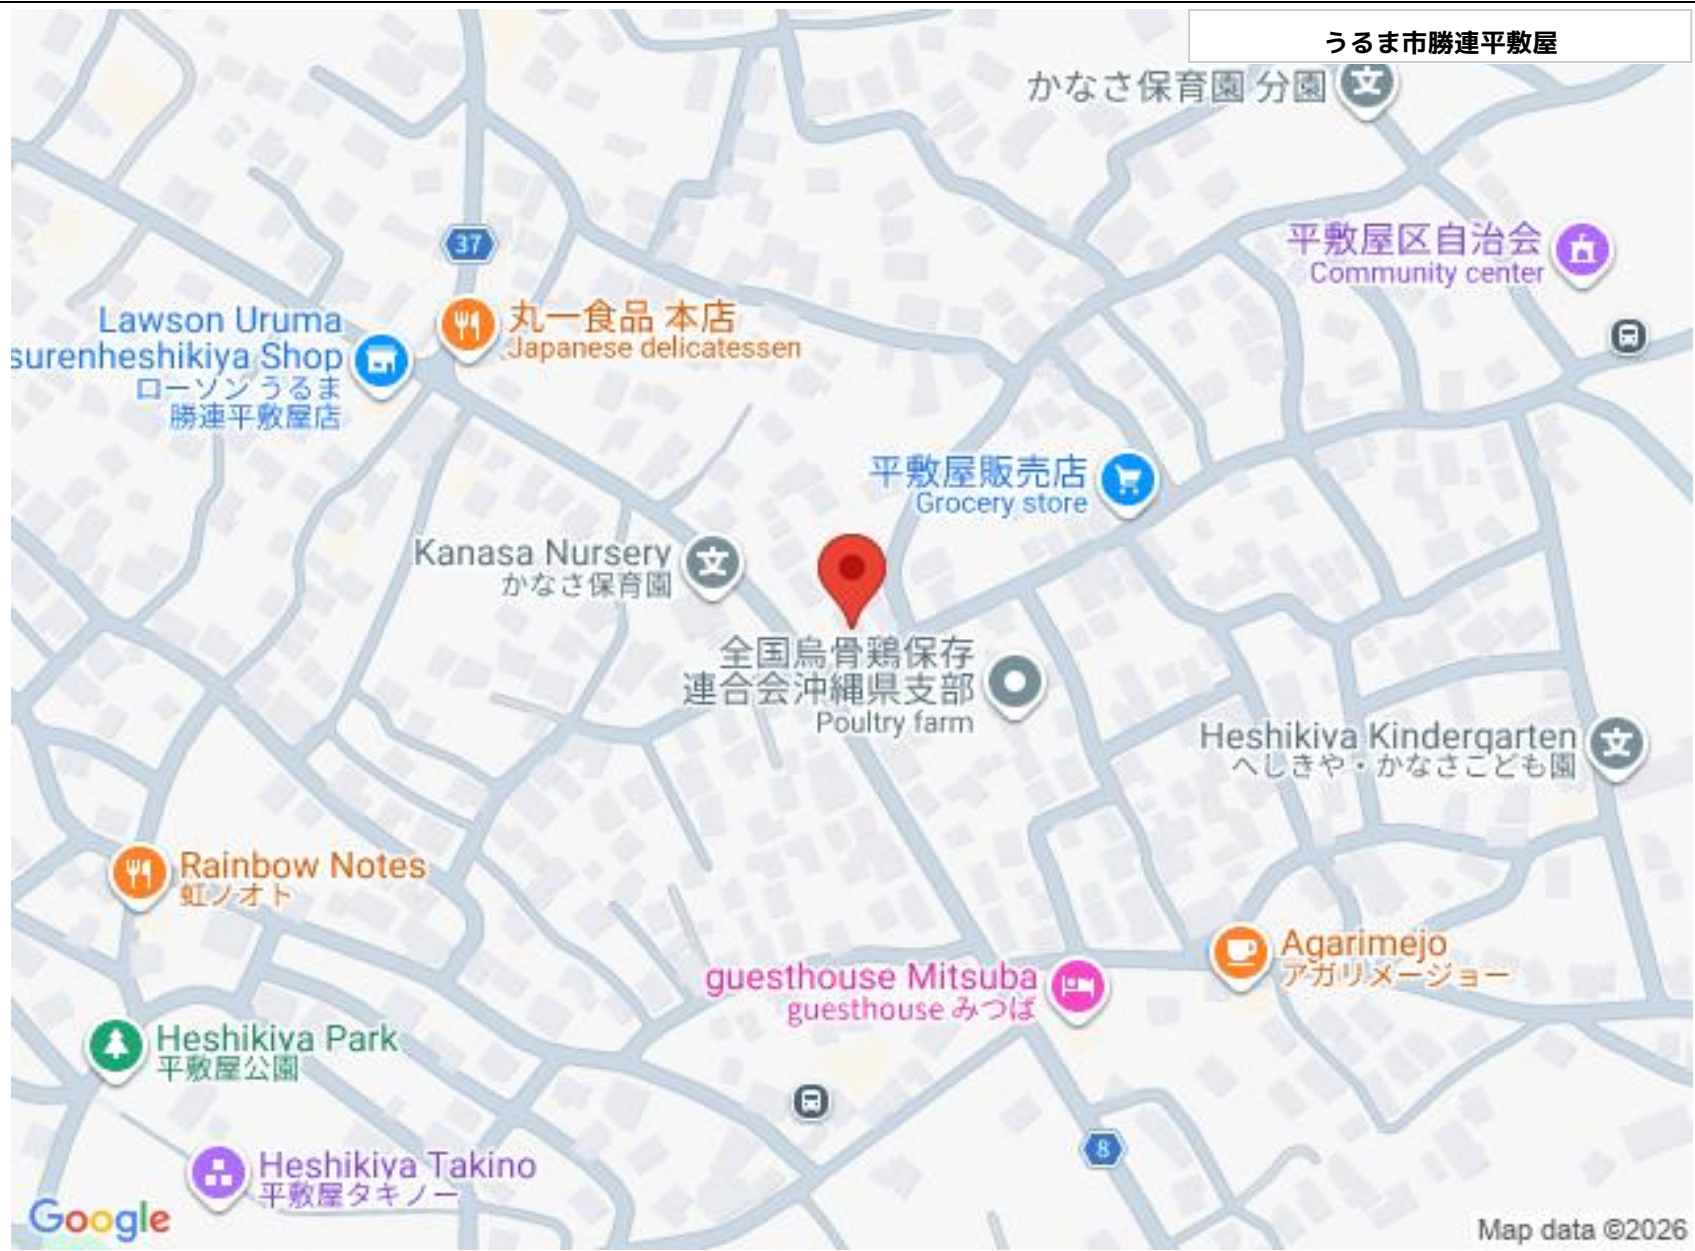 うるま市勝連平敷屋
かなさ保育園 分園
平敷屋区自治会
Community center
37
Lawson Uruma
surenheshikiya Shop
ローソン うるま
勝連平敷屋店
丸一食品 本店
Japanese delicatessen
平敷屋販売店
Grocery store
Kanasa Nursery
かなさ保育園
全国烏骨鶏保存
連合会沖縄県支部
Poultry farm
Heshikiya Kindergarten
へしきや・かなさこども園
Rainbow Notes
虹ノオト
Agarimejo
アガリメージョー
guesthouse Mitsuba
guesthouse みつば
Heshikiya Park
平敷屋公園
8
Heshikiya Takino
平敷屋タキノー
Google
Map data ©2026